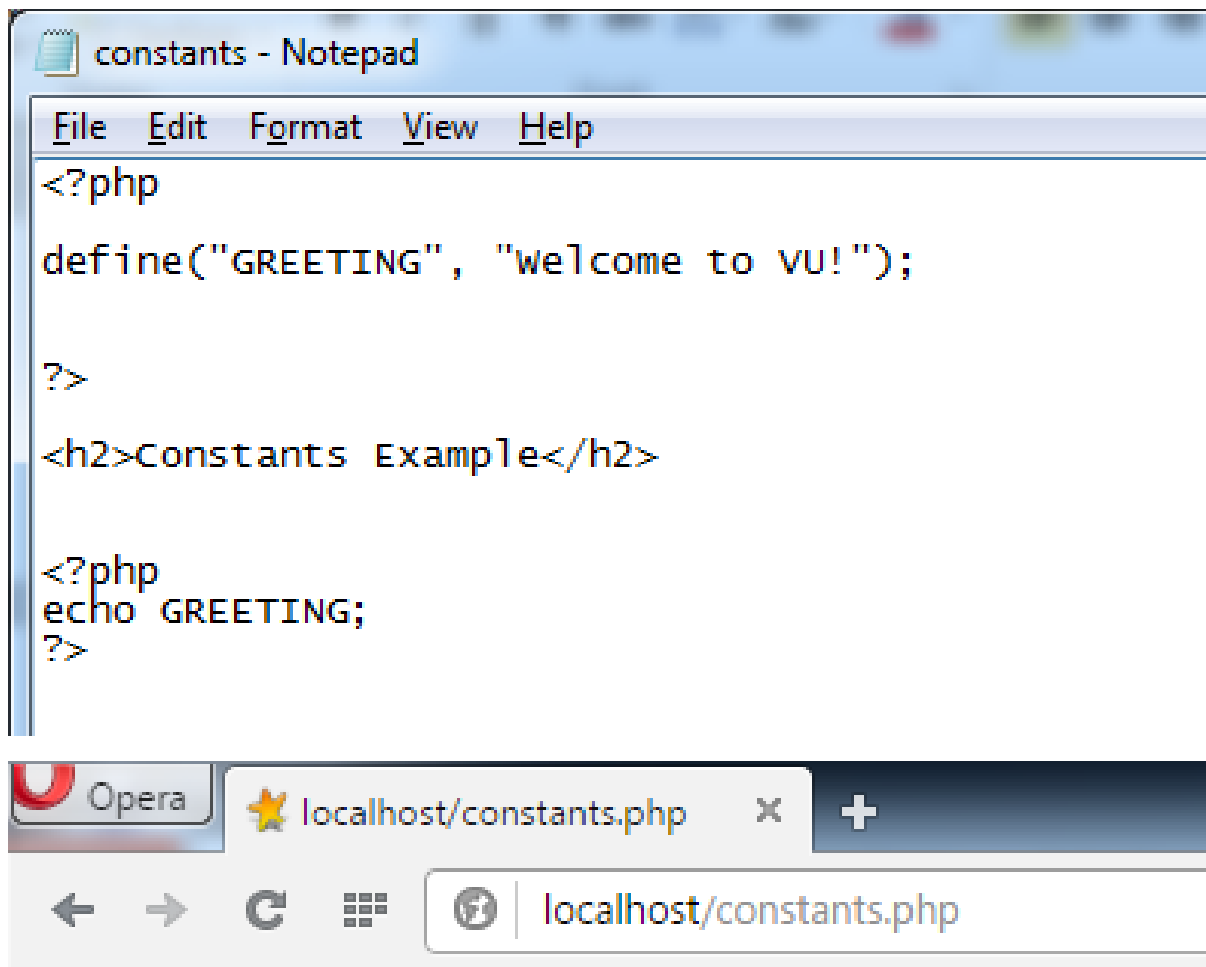 constants - Notepad
File Edit Format View Help
<?php
define("GREETING", "Welcome to VU!");
?>
<h2>Constants Example</h2>
<?php
echo GREETING;
?>
Opera localhost/constants.php
localhost/constants.php